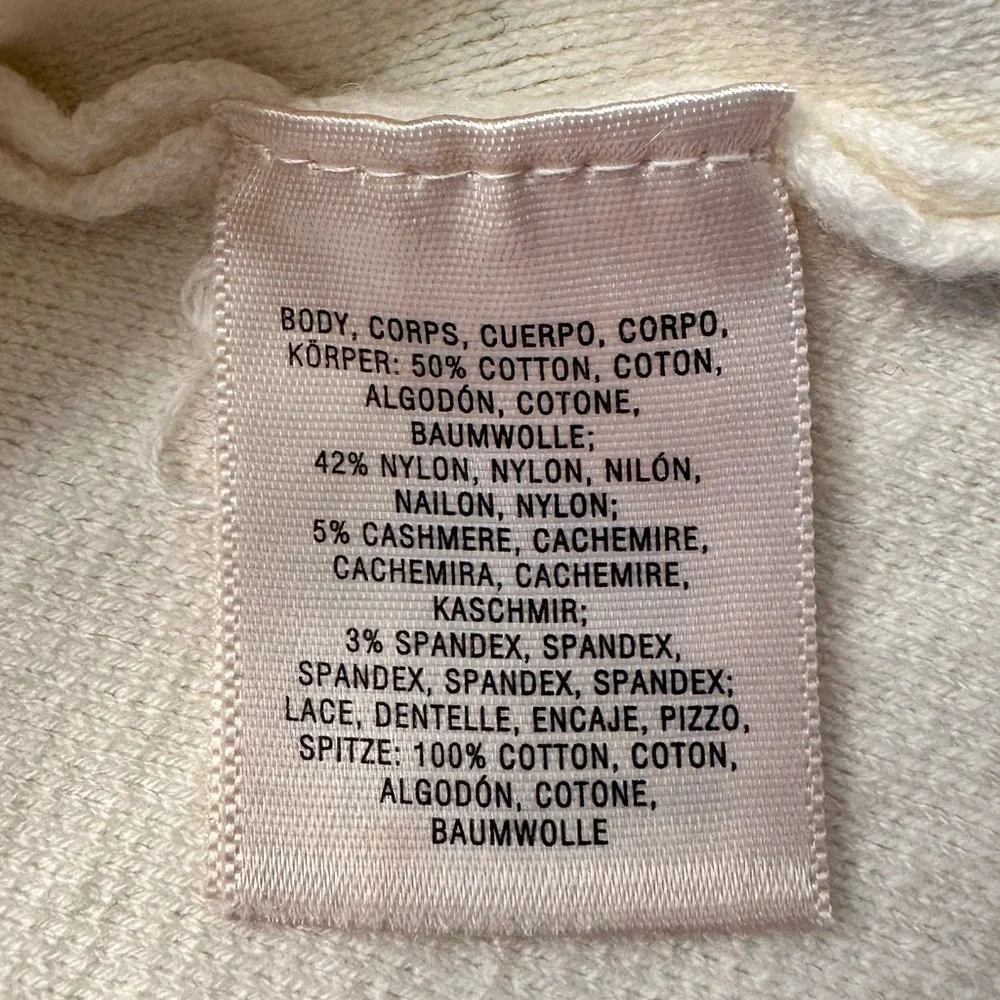 BODY, CORPS, CUERPO, CORPO,
KÖRPER: 50% COTTON, COTON,
ALGODÓN, COTONE,
BAUMWOLLE;
42% NYLON, NYLON, NILÓN,
NAILON, NYLON;
5% CASHMERE, CACHEMIRE,
CACHEMIRA, CACHEMIRE,
KASCHMIR;
3% SPANDEX, SPANDEX,
SPANDEX, SPANDEX, SPANDEX;
LACE, DENTELLE, ENCAJE, PIZZO,
SPITZE: 100% COTTON, COTON,
ALGODÓN, COTONE,
BAUMWOLLE